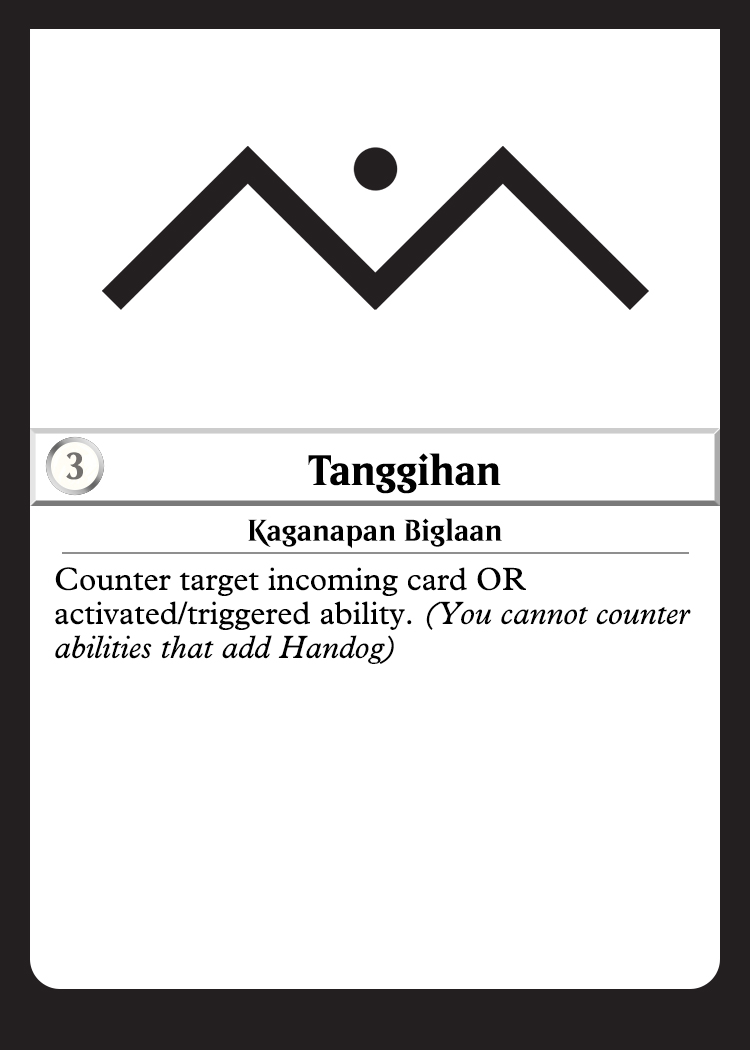 3
Tanggihan
Kaganapan Biglaan
Counter target incoming card OR
activated/triggered ability. (You cannot counter
abilities that add Handog)